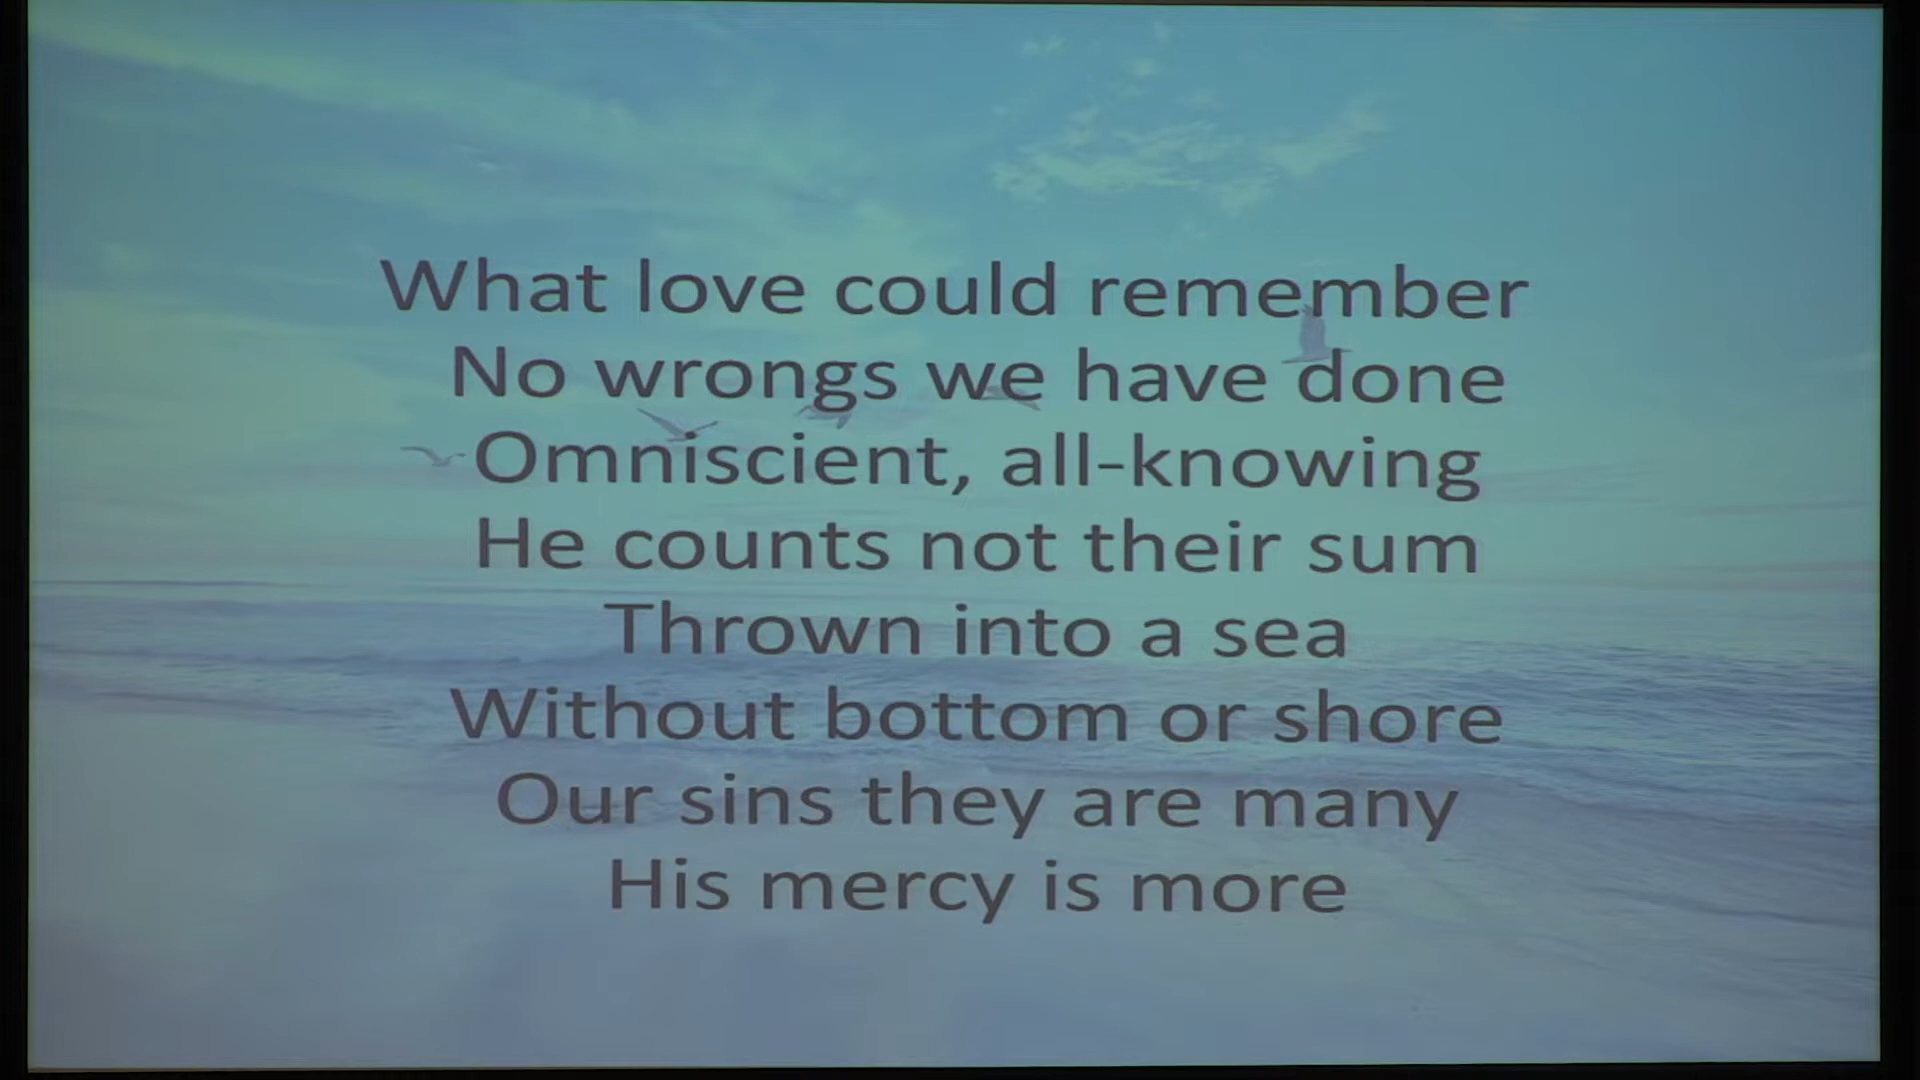 What love could remember
No wrongs we have done
Omniscient, all-knowing
He counts not their sum
Thrown into a sea
Without bottom or shore
Our sins they are many
His mercy is more